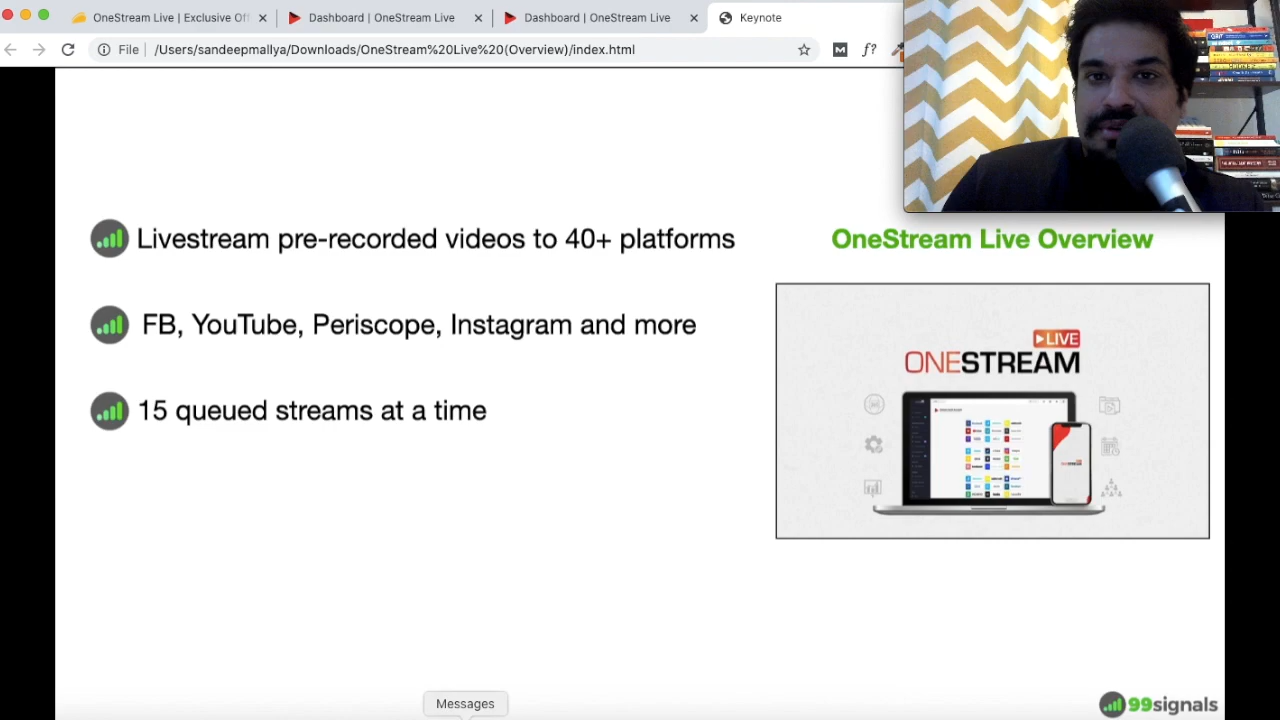 OneStream Live | Exclusive Off
Dashboard | OneStream Live
Dashboard | OneStream Live
Keynote
File
/Users/sandeepmallya/Downloads/OneStream%20Live%20(Overview)/index.html
M
f?
GRIT
Livestream pre-recorded videos to 40+ platforms
OneStream Live Overview
FB, YouTube, Periscope, Instagram and more
LIVE
ONESTREAM
15 queued streams at a time
Messages
99signals